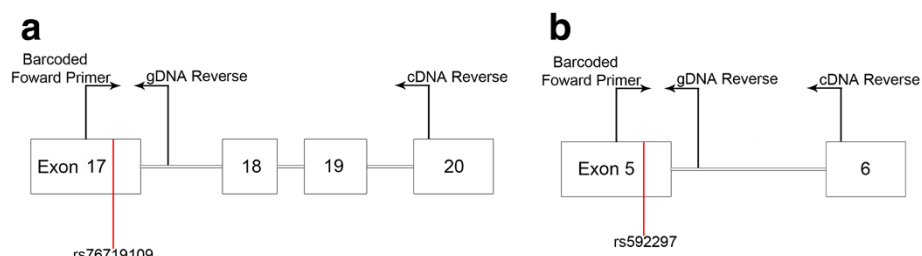 a
Barcoded
Foward Primer
gDNA Reverse
cDNA Reverse
Exon 17
18
19
20
rs76719109
b
Barcoded
Foward Primer
gDNA Reverse
cDNA Reverse
Exon 5
6
rs592297